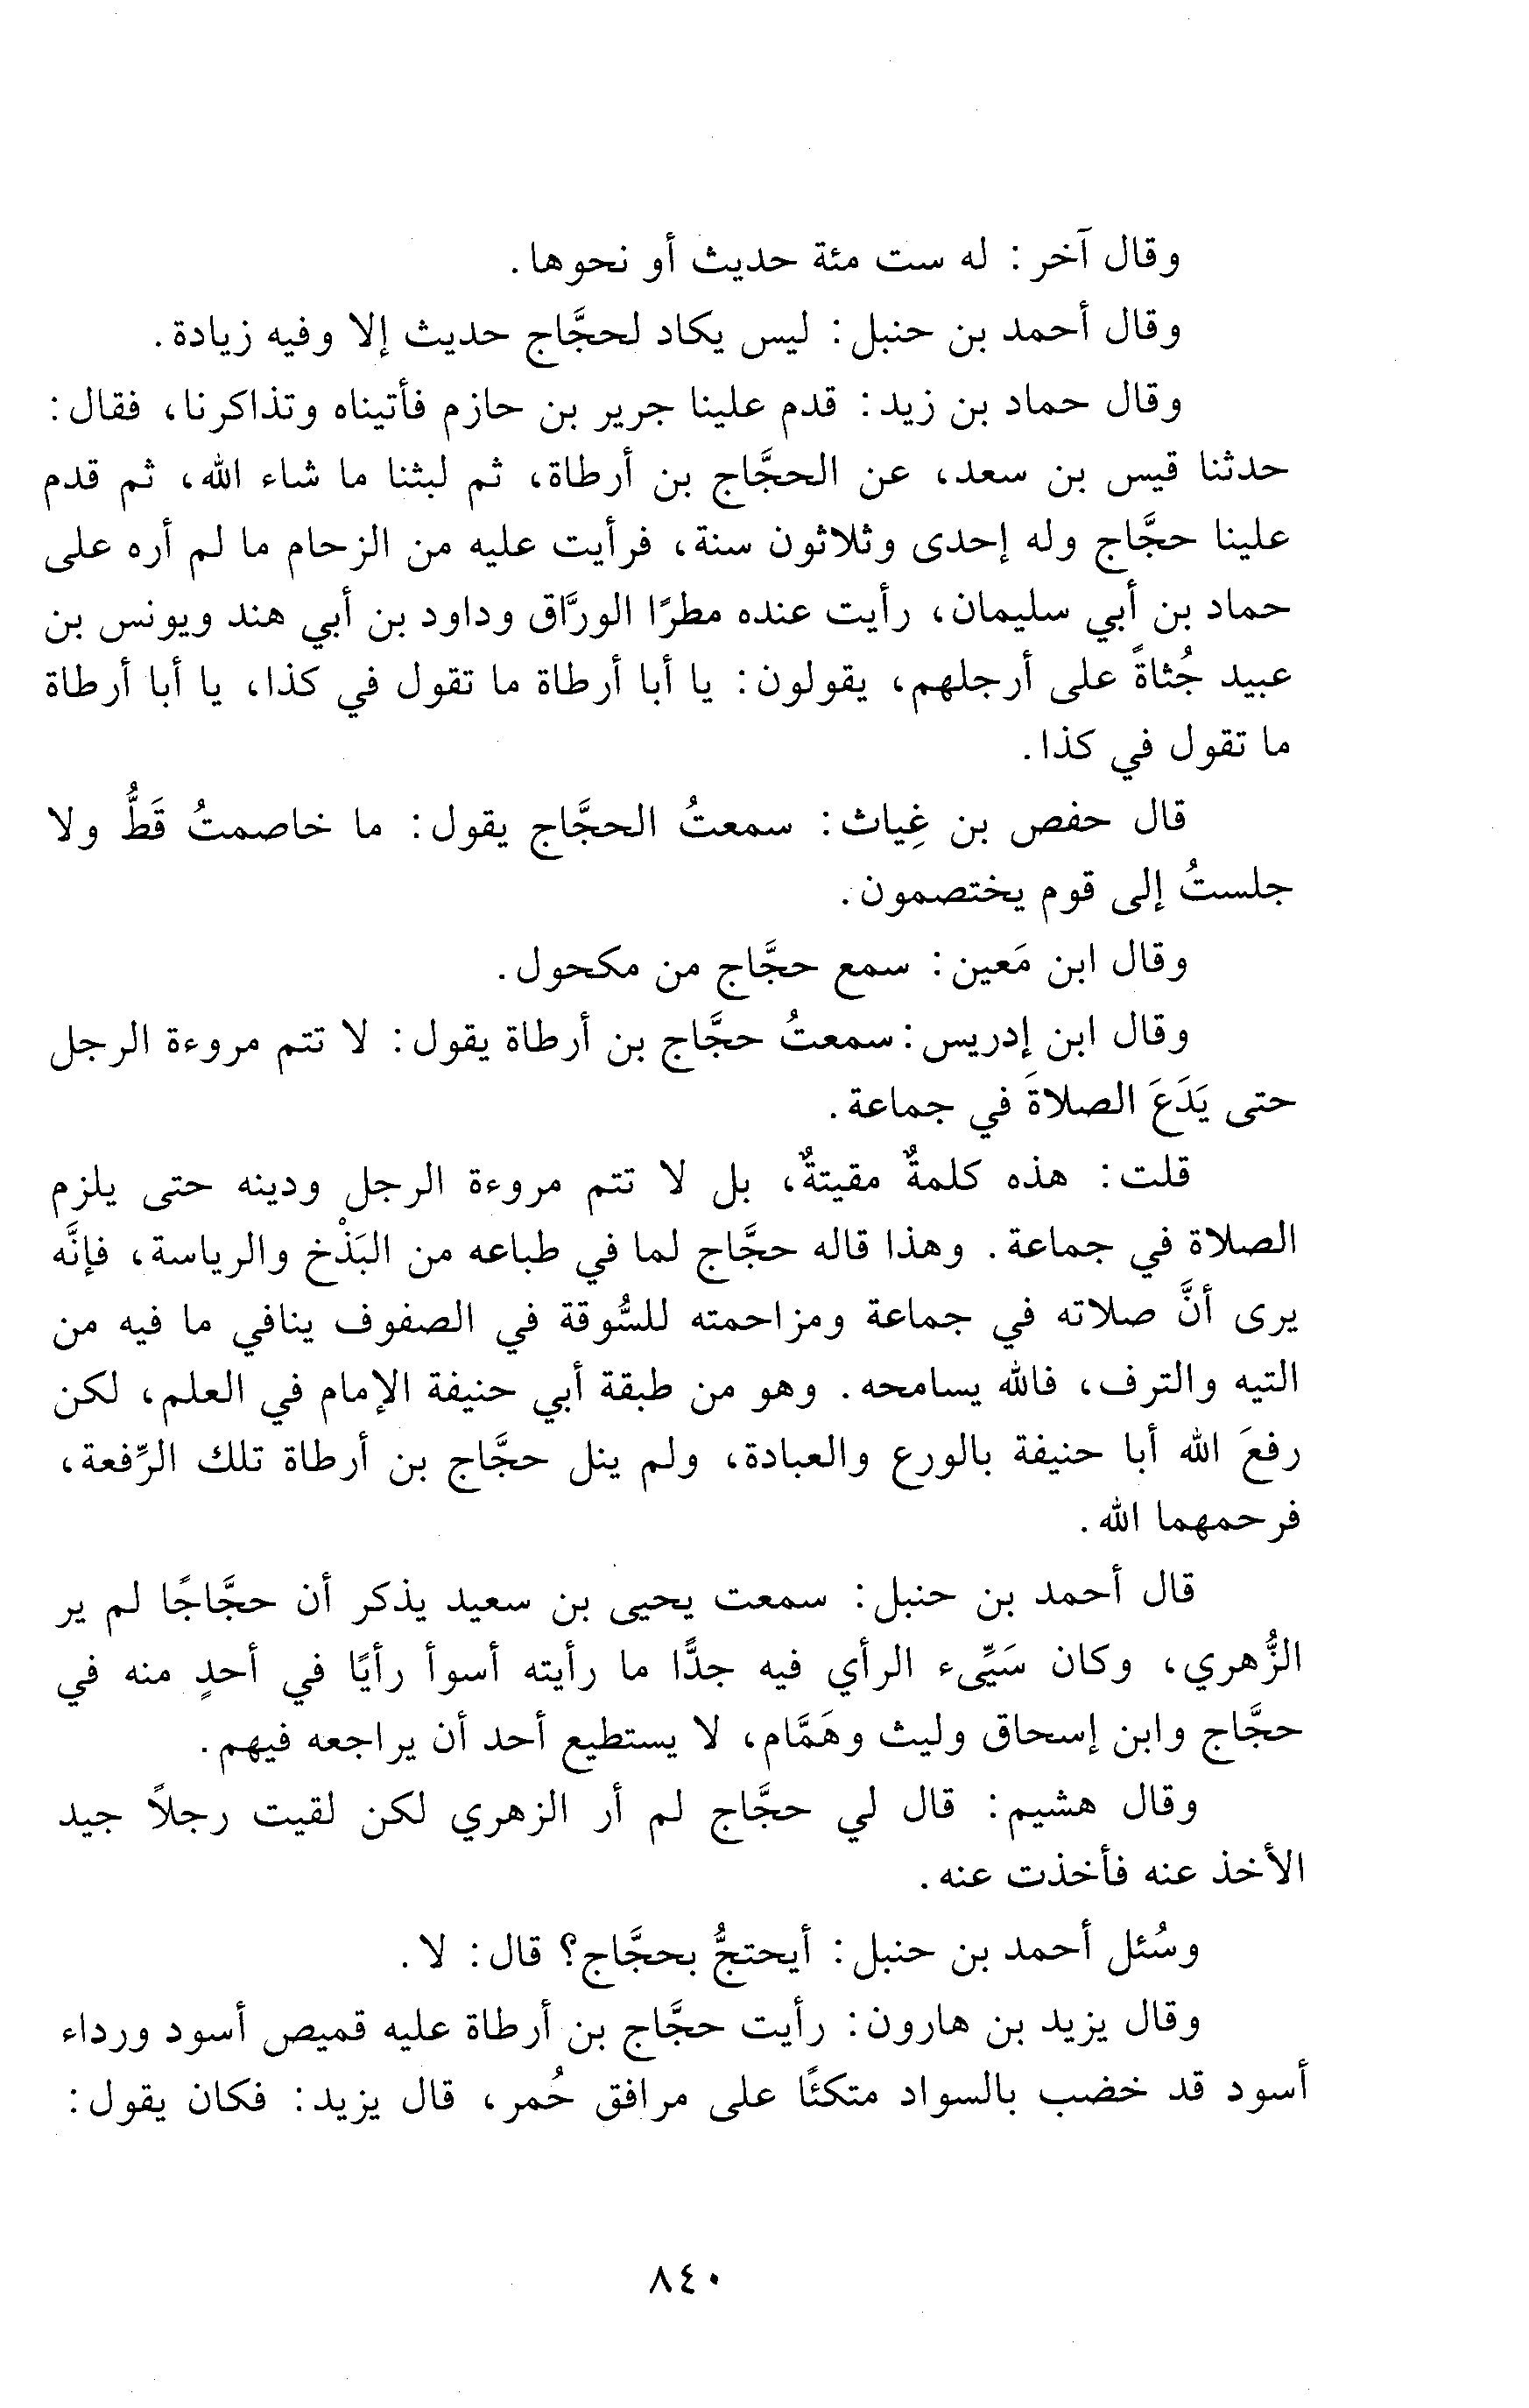 وقال آخر: له ست مئة حديث أو نحوها.
وقال أحمد بن حنبل: ليس يكاد لحجَّاج حديث إلا وفيه زيادة.
وقال حماد بن زيد: قدم علينا جرير بن حازم فأتيناه وتذاكرنا، فقال:
حدثنا قيس بن سعد، عن الحجَّاج بن أرطاة، ثم لبثنا ما شاء الله، ثم قدم
علينا حجَّاج وله إحدى وثلاثون سنة، فرأيت عليه من الزحام ما لم أره على
حماد بن أبي سليمان، رأيت عنده مطرًا الورَّاق وداود بن أبي هند ويونس بن
عبيد جُثاةً على أرجلهم، يقولون: يا أبا أرطاة ما تقول في كذا، يا أبا أرطاة
ما تقول في كذا.
قال حفص بن غِياث: سمعتُ الحجَّاج يقول: ما خاصمتُ قَطُّ ولا
جلستُ إلى قوم يختصمون.
وقال ابن مَعين: سمع حجَّاج من مكحول.
وقال ابن إدريس: سمعتُ حجَّاج بن أرطاة يقول: لا تتم مروءة الرجل
حتى يَدَعَ الصلاةَ في جماعة.
قلت: هذه كلمةٌ مقيتةٌ، بل لا تتم مروءة الرجل ودينه حتى يلزم
الصلاة في جماعة. وهذا قاله حجَّاج لما في طباعه من البَذْخ والرياسة، فإنَّه
يرى أنَّ صلاته في جماعة ومزاحمته للسُّوقة في الصفوف ينافي ما فيه من
التيه والترف، فالله يسامحه. وهو من طبقة أبي حنيفة الإمام في العلم، لكن
رفعَ الله أبا حنيفة بالورع والعبادة، ولم ينل حجَّاج بن أرطاة تلك الرِّفعة،
فرحمهما الله.
قال أحمد بن حنبل: سمعت يحيى بن سعيد يذكر أن حجَّاجًا لم ير
الزُّهري، وكان سَيِّىء الرأي فيه جدًّا ما رأيته أسوأ رأيًا في أحدٍ منه في
حجَّاج وابن إسحاق وليث وهَمَّام، لا يستطيع أحد أن يراجعه فيهم.
وقال هشيم: قال لي حجَّاج لم أر الزهري لكن لقيت رجلاً جيد
الأخذ عنه فأخذت عنه.
وسُئل أحمد بن حنبل: أيحتجُّ بحجَّاج؟ قال: لا.
وقال يزيد بن هارون: رأيت حجَّاج بن أرطاة عليه قميص أسود ورداء
أسود قد خضب بالسواد متكئًا على مرافق حُمر، قال يزيد: فكان يقول:
٨٤٠